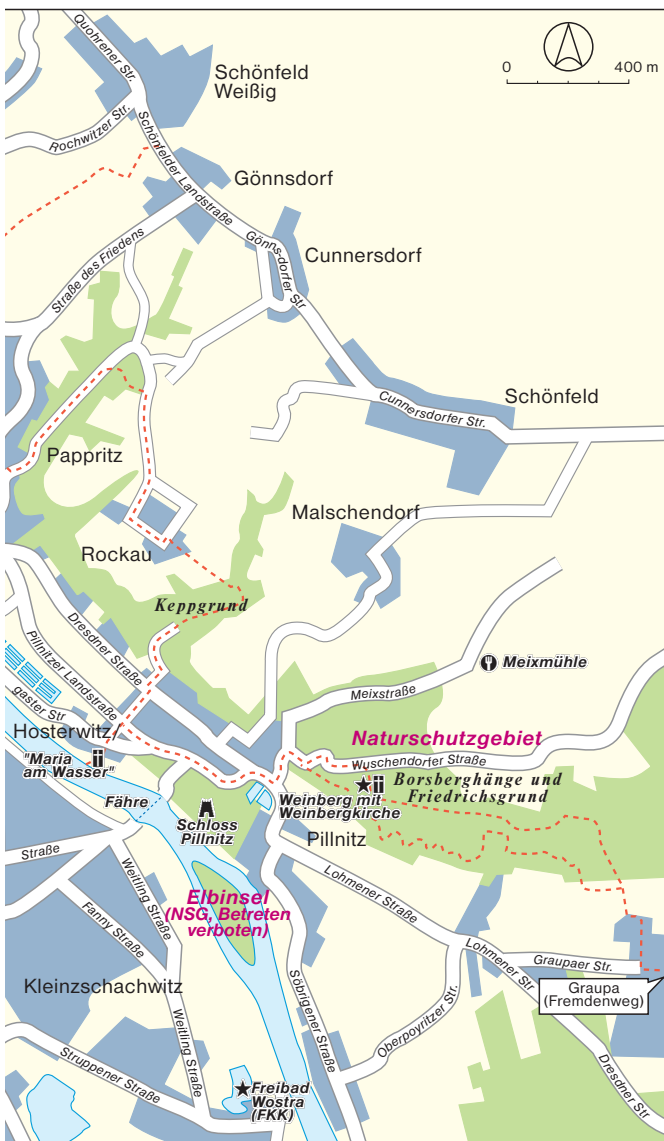 Quohrener Str.
Schönfeld
Weißig
0 400 m
Rochwitzer Str.
Schönfelder Landstraße
Gönnsdorf
Straße des Friedens
Gönns-dorfer Str
Cunnersdorf
Schönfeld
Cunnersdorfer Str.
Pappritz
Malschendorf
Rockau
Keppgrund
Dresdner Straße
Pillnitzer Landstraße
Meixmühle
Meixstraße
gaster Str
Hosterwitz
Naturschutzgebiet
Wuschendorfer Straße
"Maria
am Wasser"
Borsberghänge und
Friedrichsgrund
Fähre
Schloss
Pillnitz
Weinberg mit
Weinbergkirche
Pillnitz
Straße
Weitling Straße
Elbinsel
(NSG, Betreten
verboten)
Lohmener Straße
Fanny Straße
Lohmener Str
Graupaer Str.
Kleinzschachwitz
Graupa
(Fremdenweg)
Söbrigener Straße
Oberpoyritzer Str.
Weitling Straße
Struppener Straße
Dresdner Str
Freibad
Wostra
(FKK)